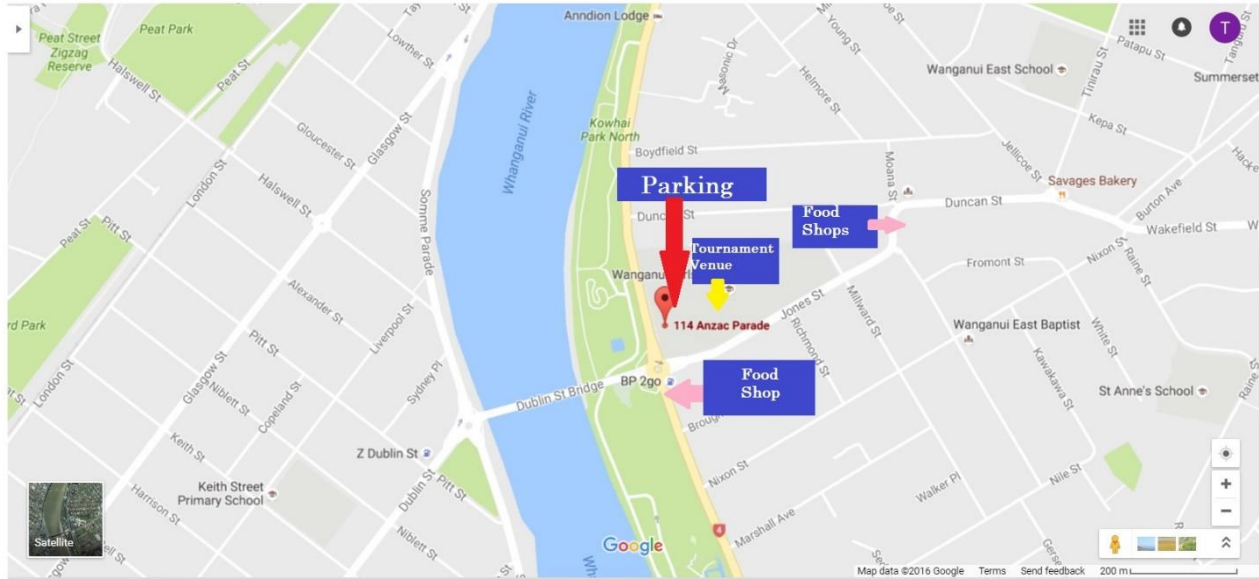 Anndion Lodge
Peat Park
Peat Street
Zigzag
Reserve
Halswell St
Peat St
Lowther St
Glasgow St
Gloucester St
London St
Halswell St
Peat St
Pitt St
Somme Parade
Whanganui River
Kowhai
Park North
Masonic Dr
Young St
Helmore St
Wanganui East School
Patapu St
Tinirau St
Summerset
Kepa St
Jellicoe St
Boydfield St
Moana St
Savages Bakery
Burton Ave
Duncan St
Wakefield St
Parking
Food
Shops
Tournament
Venue
114 Anzac Parade
Jones St
Nixon St
Fromont St
Raine St
Millward St
Richmond St
Wanganui East Baptist
White St
Kawakawa St
St Anne's School
Alexander St
Liverpool St
Pitt St
Sydney Pl
Glasgow St
Niblett St
Copeland St
London St
Keith St
Dublin St Bridge
BP 2go
Food
Shop
Nixon St
Walker Pl
Nile St
Marshall Ave
4
Z Dublin St
Dublin St
Pitt St
Niblett St
Keith Street
Primary School
Harrison St
Satellite
Google
T
Map data ©2016 Google
Terms
Send feedback
200 m